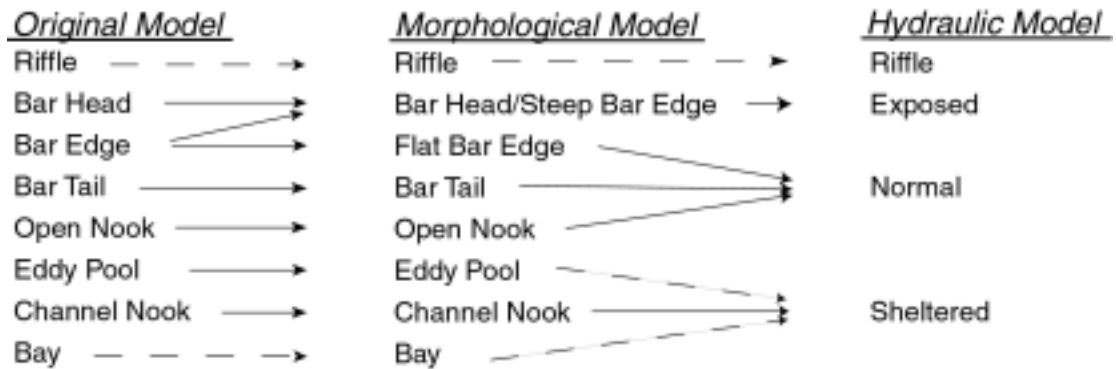 Original Model Morphological Model Hydraulic Model
Riffle Riffle Riffle
Bar Head Bar Head/Steep Bar Edge Exposed
Bar Edge Flat Bar Edge
Bar Tail Bar Tail Normal
Open Nook Open Nook
Eddy Pool Eddy Pool
Channel Nook Channel Nook Sheltered
Bay Bay